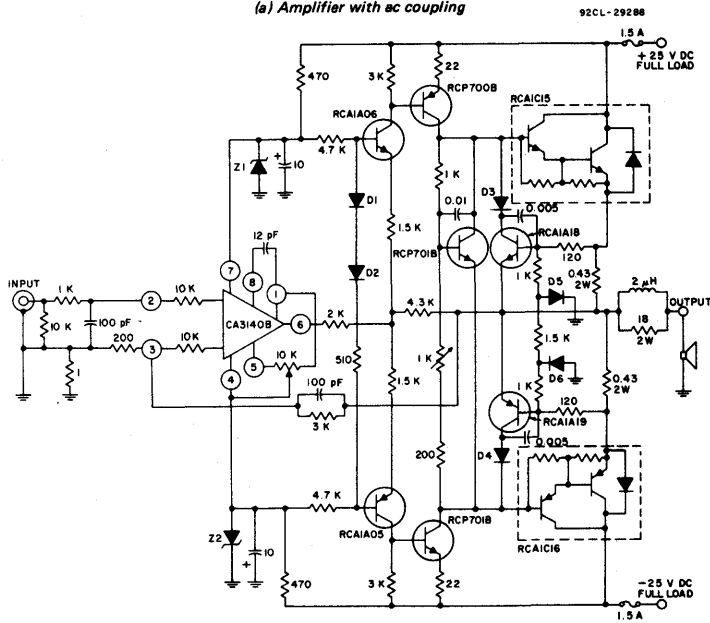 (a) Amplifier with ac coupling
92CL-29288
1.5 A
+ 25 V DC
FULL LOAD
470
3 K
22
RCP700B
RCA1C15
RCA1A06
4.7 K
Z1
+
10
1 K
D3
0.005
D1
0.01
RCA1A18
12 pF
1.5 K
RCP701B
120
7
8
1
D2
1 K
0.43
2W
2 µH
INPUT
1 K
2
10 K
D5
OUTPUT
CA3140B
6
2 K
4.3 K
10 K
100 pF
18
2W
200
3
10K
1.5 K
1
4
5
10 K
510
1 K
D6
100 pF
1.5 K
1 K
0.43
2W
3 K
120
RCA1A19
200
D4
0.005
4.7 K
Z2
+
10
RCA1A05
RCP701B
RCA1C16
470
3 K
22
-25 V DC
FULL LOAD
1.5 A